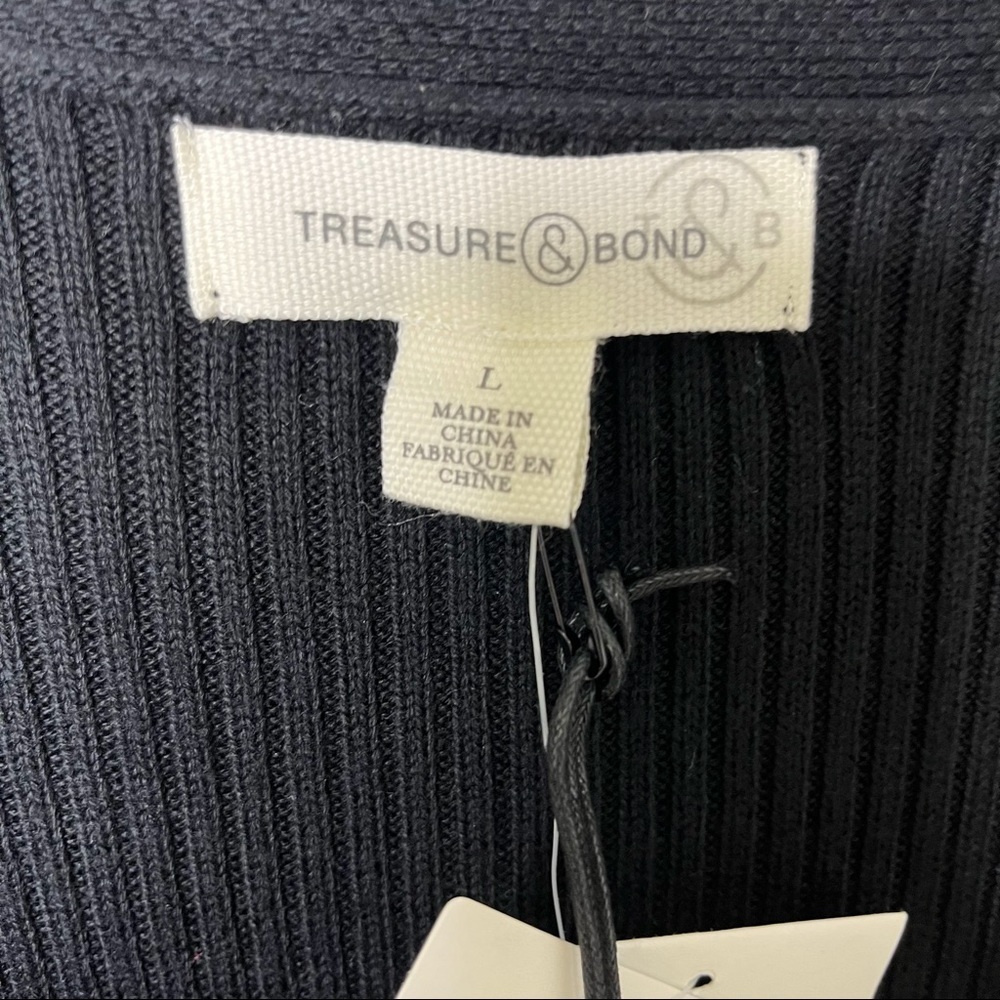 TREASURE & BOND
T & B
L
MADE IN
CHINA
FABRIQUÉ EN
CHINE